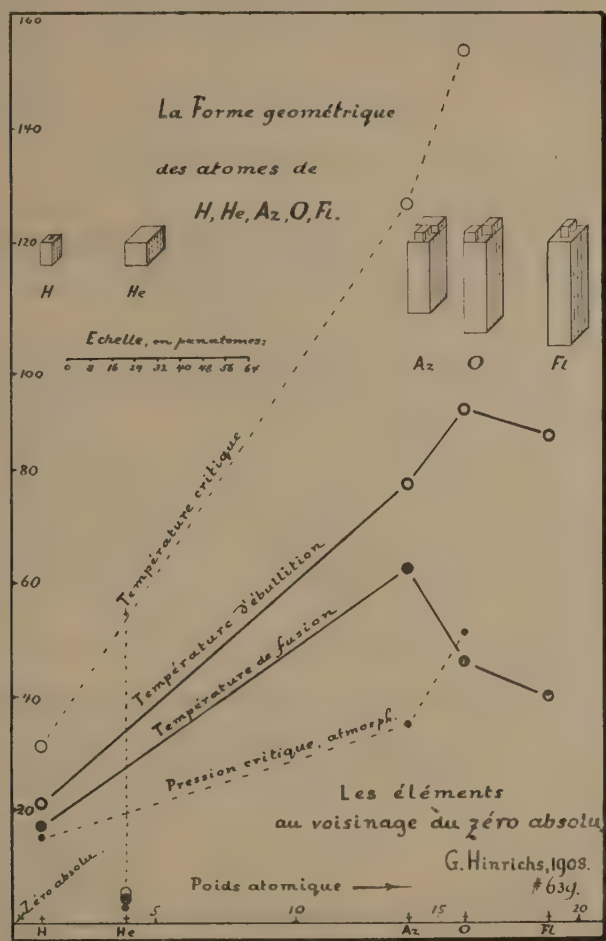 160
140
120
100
80
60
40
20
La Forme geométrique
des atomes de
H, He, Az, O, Fl.
H
He
Az
O
Fl
Echelle, en panatomes:
0 8 16 24 32 40 48 56 64
Température critique
Température d'ébullition
Température de fusion
Pression critique, atmosph.
Les éléments
au voisinage du zéro absolu
G. Hinrichs, 1908.
#639.
Zéro absolu.
Poids atomique
5 10 15 20
H He Az O Fl